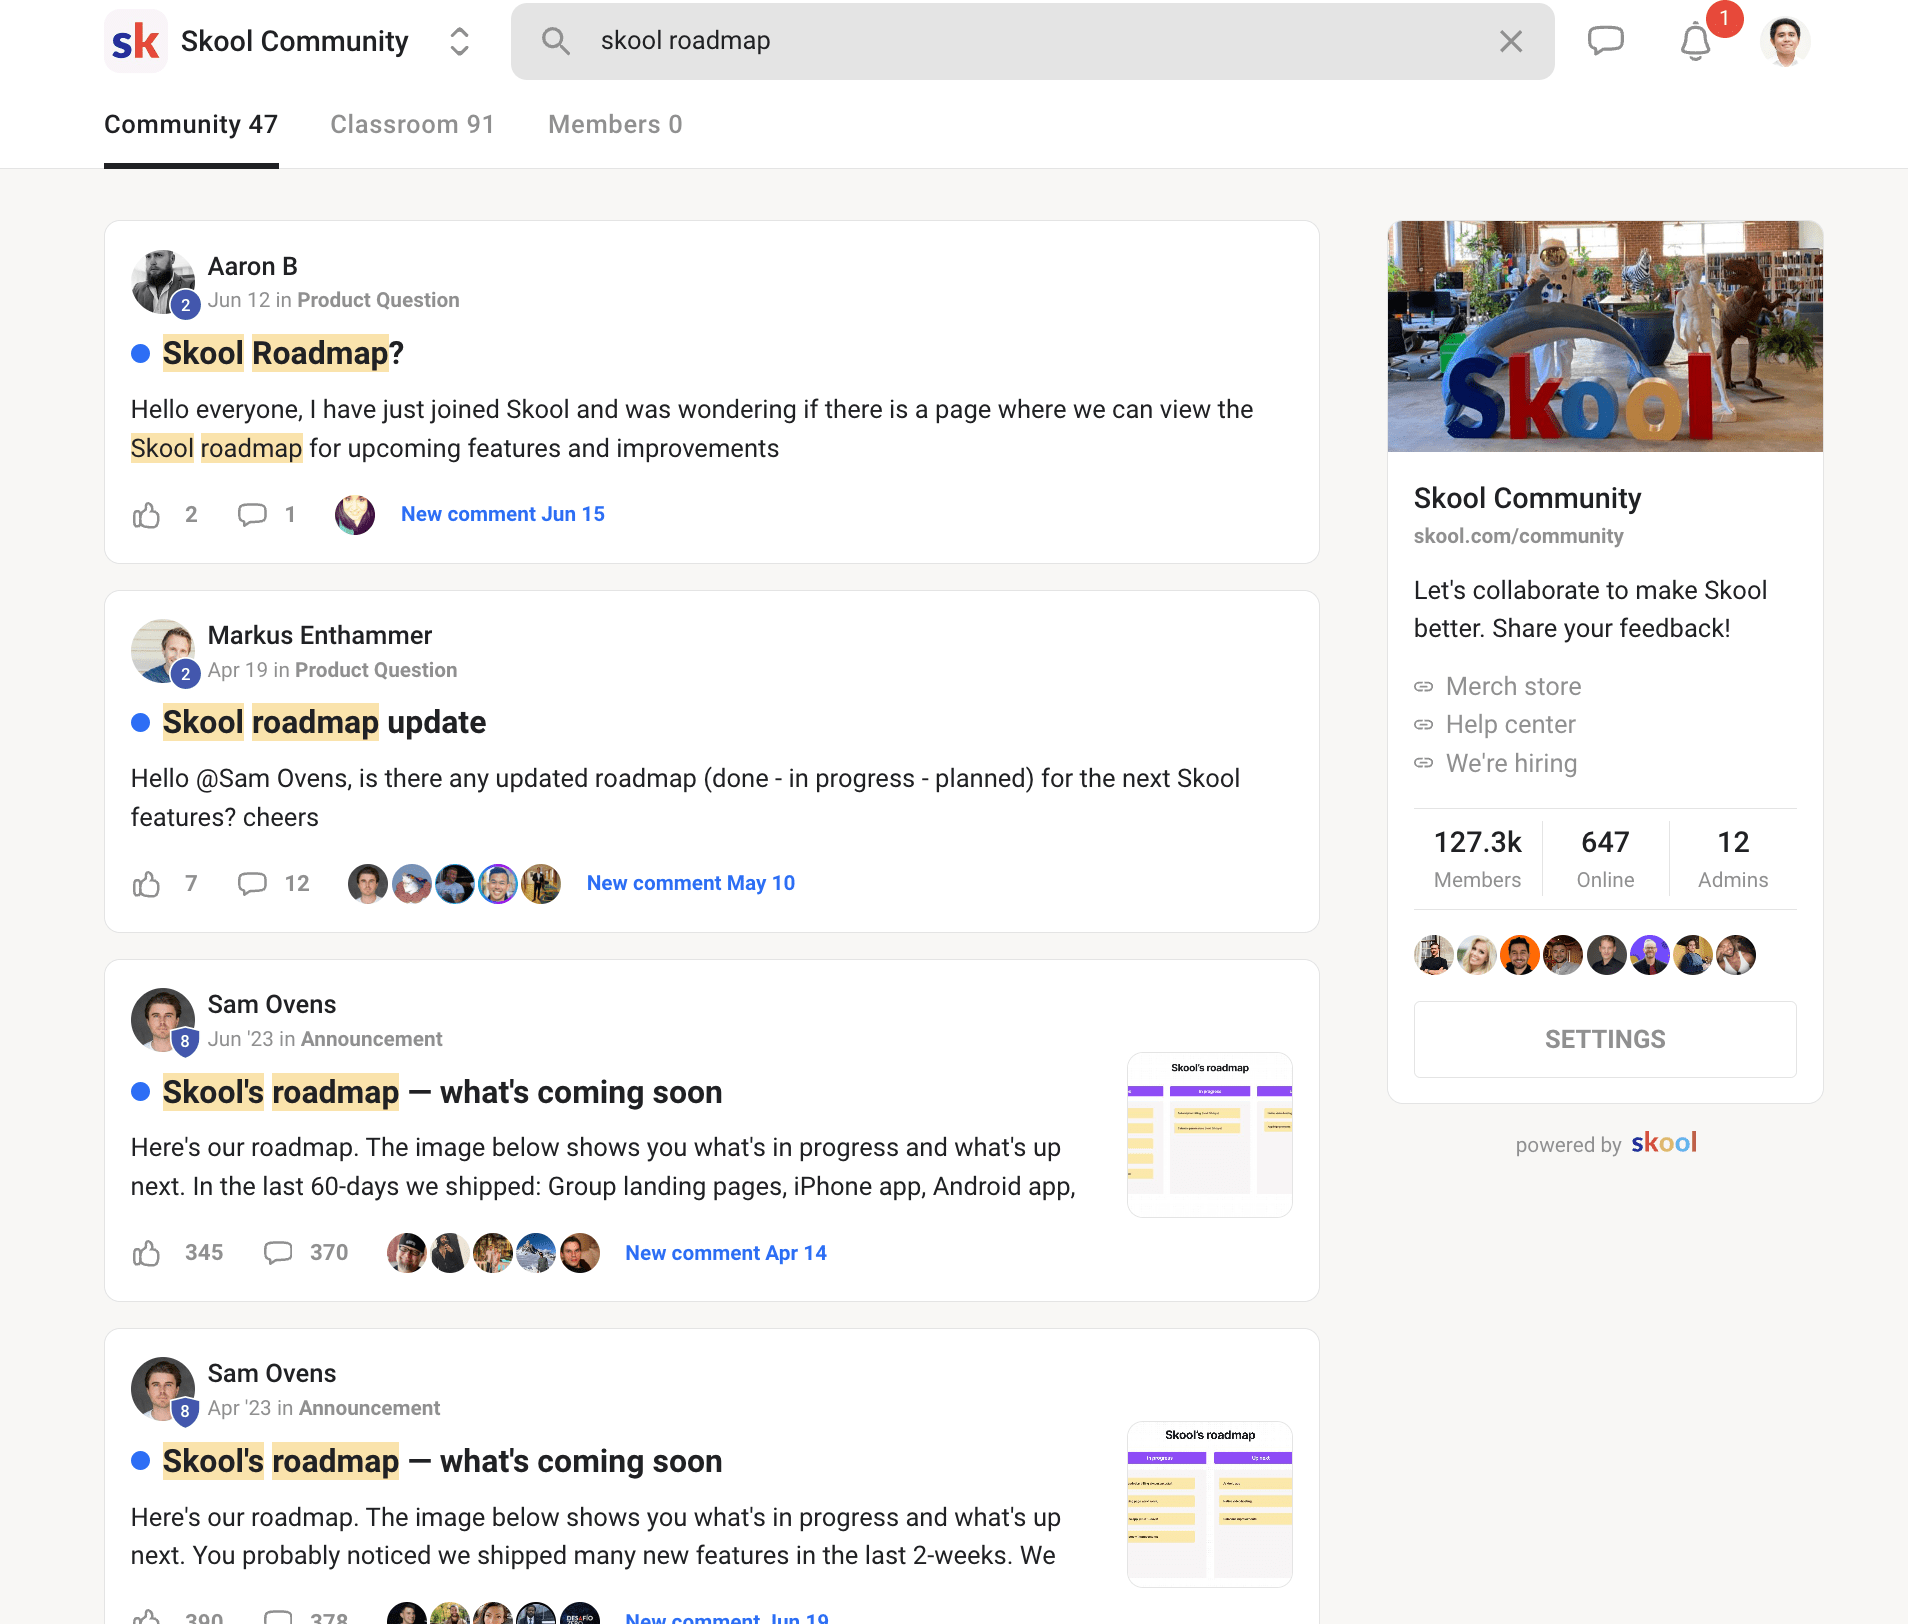 sk Skool Community
skool roadmap
1
Community 47
Classroom 91
Members 0
Aaron B
2
Jun 12 in Product Question
Skool Roadmap?
Hello everyone, I have just joined Skool and was wondering if there is a page where we can view the
Skool roadmap for upcoming features and improvements
2
1
New comment Jun 15
Markus Enthammer
2
Apr 19 in Product Question
Skool roadmap update
Hello @Sam Ovens, is there any updated roadmap (done - in progress - planned) for the next Skool
features? cheers
7
12
New comment May 10
Sam Ovens
8
Jun '23 in Announcement
Skool's roadmap — what's coming soon
Here's our roadmap. The image below shows you what's in progress and what's up
next. In the last 60-days we shipped: Group landing pages, iPhone app, Android app,
Skool's roadmap
In progress
345
370
New comment Apr 14
Sam Ovens
8
Apr '23 in Announcement
Skool's roadmap — what's coming soon
Here's our roadmap. The image below shows you what's in progress and what's up
next. You probably noticed we shipped many new features in the last 2-weeks. We
Skool's roadmap
In progress
Up next
390
378
New comment Jun 19
Skool
Skool Community
skool.com/community
Let's collaborate to make Skool
better. Share your feedback!
Merch store
Help center
We're hiring
127.3k
Members
647
Online
12
Admins
SETTINGS
powered by skool